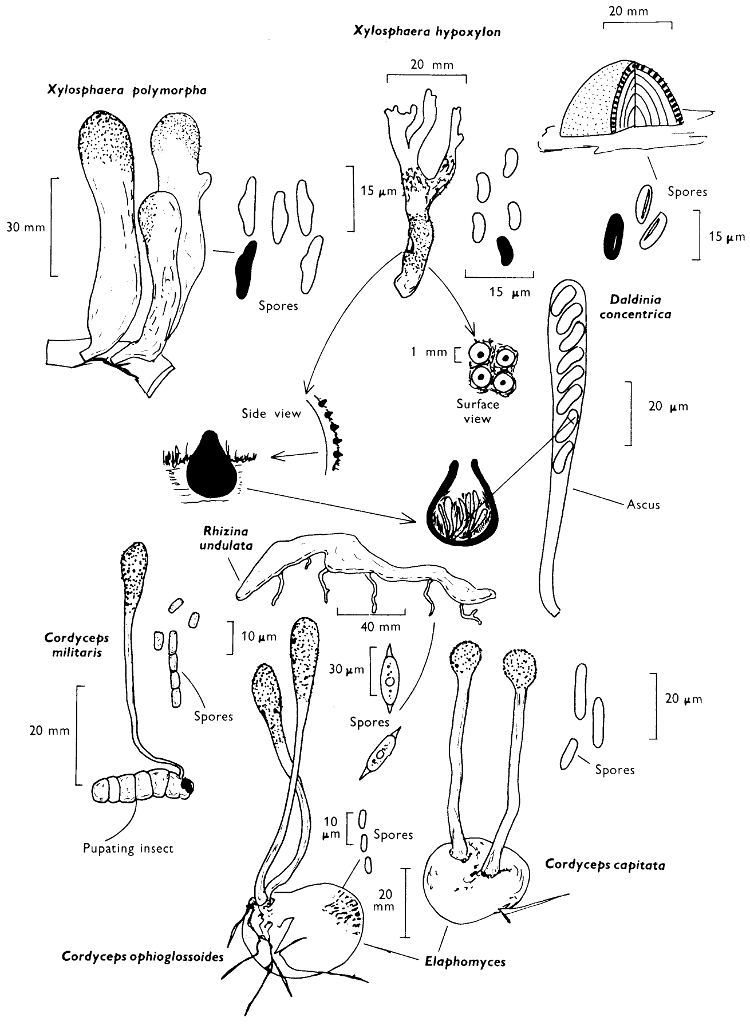 20 mm
Xylosphaera hypoxylon
20 mm
Xylosphaera polymorpha
15 µm
Spores
30 mm
15 µm
Spores
15 µm
Daldinia
concentrica
1 mm
Surface
view
20 µm
Side view
Ascus
Rhizina
undulata
40 mm
Cordyceps
militaris
10 µm
30 µm
20 µm
Spores
Spores
20 mm
Spores
10
µm
Spores
Pupating insect
20
mm
Cordyceps capitata
Cordyceps ophioglossoides
Elaphomyces